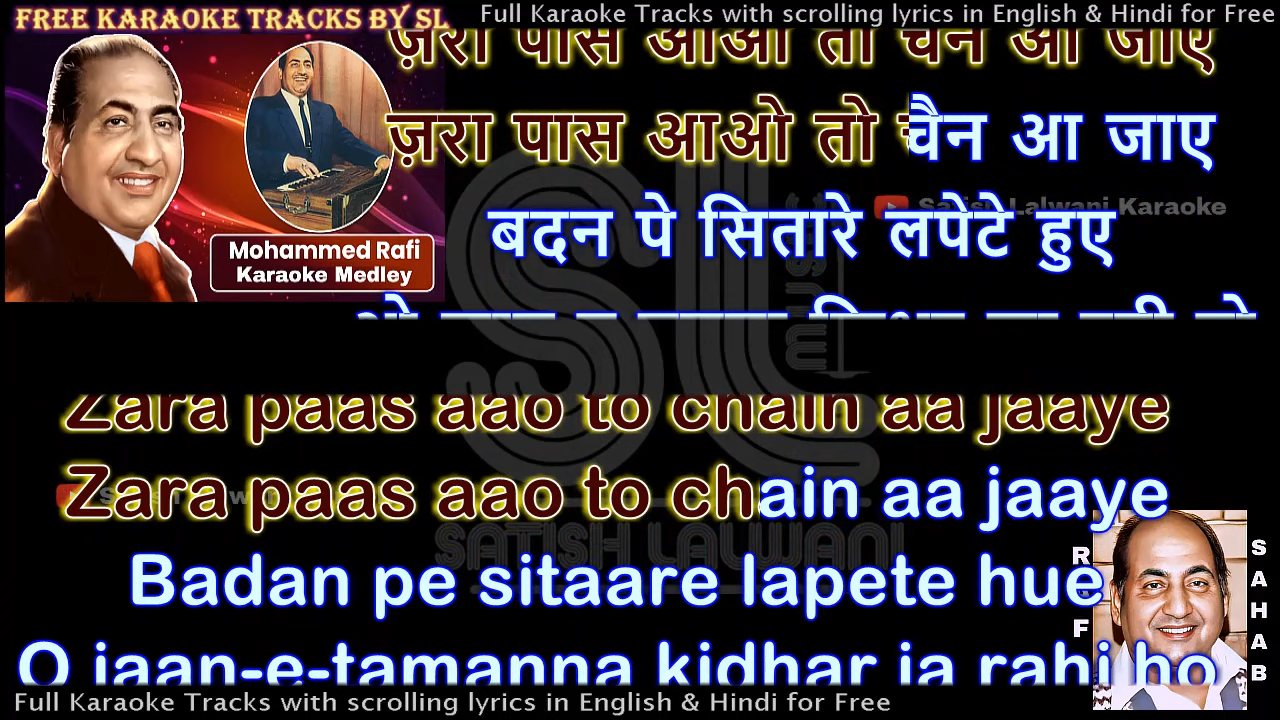 FREE KARAOKE TRACKS BY SL
Full Karaoke Tracks with scrolling lyrics in English & Hindi for Free
ज़रा पास आओ तो चैन आ जाए
ज़रा पास आओ तो चैन आ जाए
Satish Lalwani Karaoke
बदन पे सितारे लपेटे हुए
Mohammed Rafi
Karaoke Medley
SL
MUSIC
Zara paas aao to chain aa jaaye
Zara paas aao to chain aa jaaye
SATISH LALWANI
Badan pe sitaare lapete hue
O jaan-e-tamanna kidhar ja rahi ho
SAHAB
Full Karaoke Tracks with scrolling lyrics in English & Hindi for Free